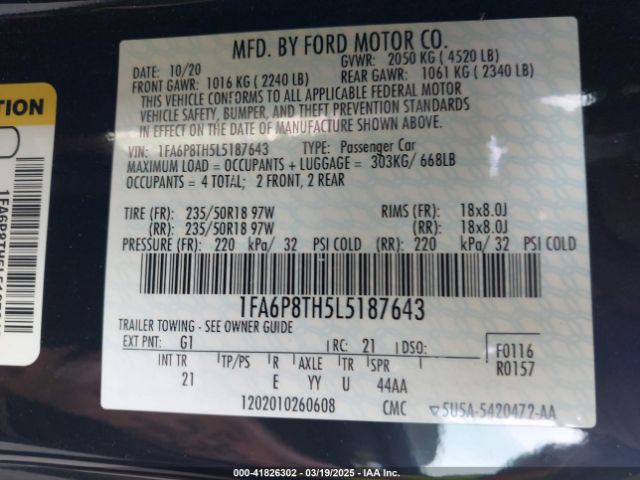 MFD. BY FORD MOTOR CO.
DATE: 10/20 GVWR: 2050 KG ( 4520 LB)
FRONT GAWR: 1016 KG ( 2240 LB) REAR GAWR: 1061 KG ( 2340 LB)
THIS VEHICLE CONFORMS TO ALL APPLICABLE FEDERAL MOTOR
VEHICLE SAFETY, BUMPER, AND THEFT PREVENTION STANDARDS
IN EFFECT ON THE DATE OF MANUFACTURE SHOWN ABOVE.
VIN: 1FA6P8TH5L5187643 TYPE: Passenger Car
MAXIMUM LOAD = OCCUPANTS + LUGGAGE = 303KG/ 668LB
OCCUPANTS = 4 TOTAL; 2 FRONT, 2 REAR
TIRE (FR): 235/50R18 97W RIMS (FR): 18x8.0J
(RR): 235/50R18 97W (RR): 18x8.0J
PRESSURE (FR): 220 kPa/ 32 PSI COLD (RR): 220 kPa/ 32 PSI COLD
1FA6P8TH5L5187643
TRAILER TOWING - SEE OWNER GUIDE
EXT PNT: G1 RC: 21 DSO: F0116
INT TR TP/PS R AXLE TR SPR R0157
21 E YY U 44AA
1202010260608 CMC ▽5U5A-5420472-AA
TION
1FA6P8TH5L5187
000-41826302 - 03/19/2025 - IAA Inc.